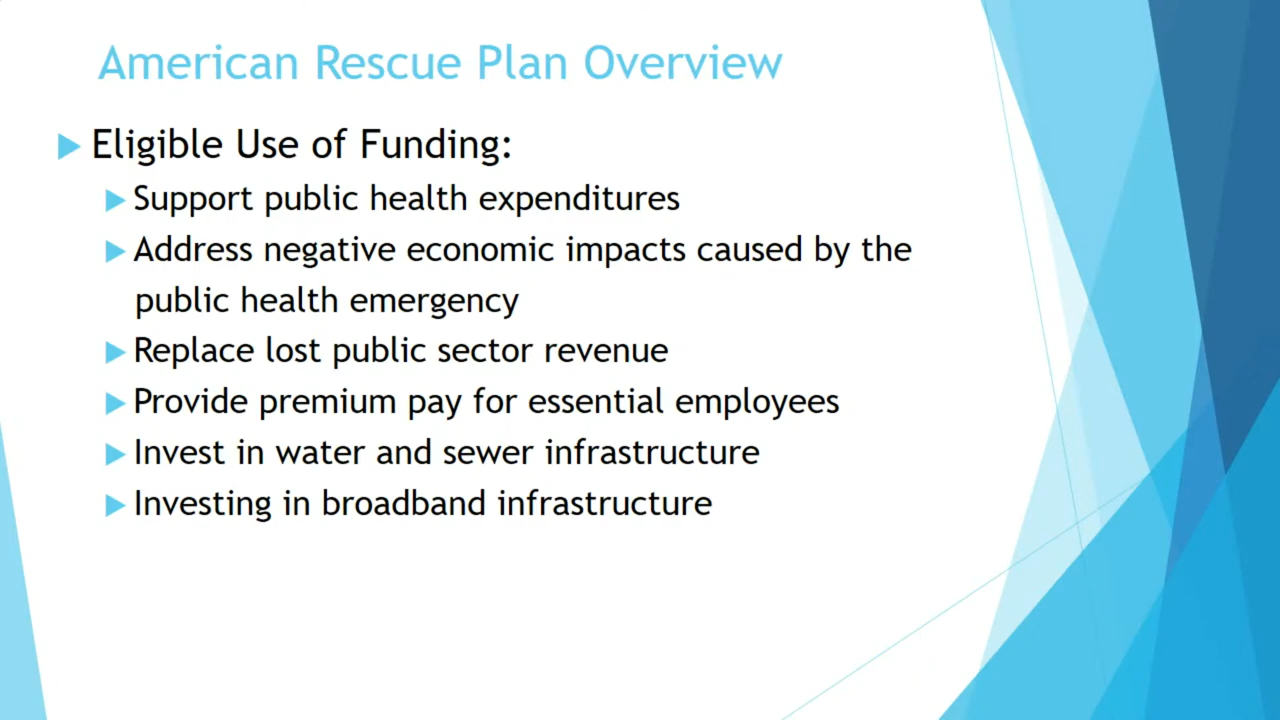 American Rescue Plan Overview
Eligible Use of Funding:
Support public health expenditures
Address negative economic impacts caused by the
public health emergency
Replace lost public sector revenue
Provide premium pay for essential employees
Invest in water and sewer infrastructure
Investing in broadband infrastructure